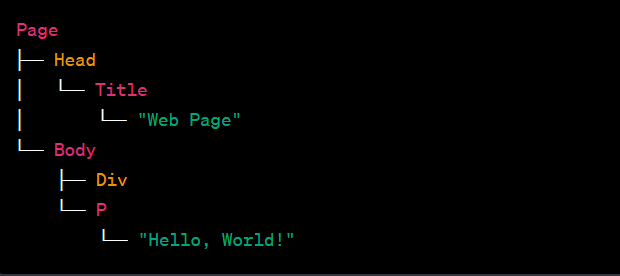 Page
├── Head
│   └── Title
│       └── "Web Page"
└── Body
    ├── Div
    └── P
        └── "Hello, World!"